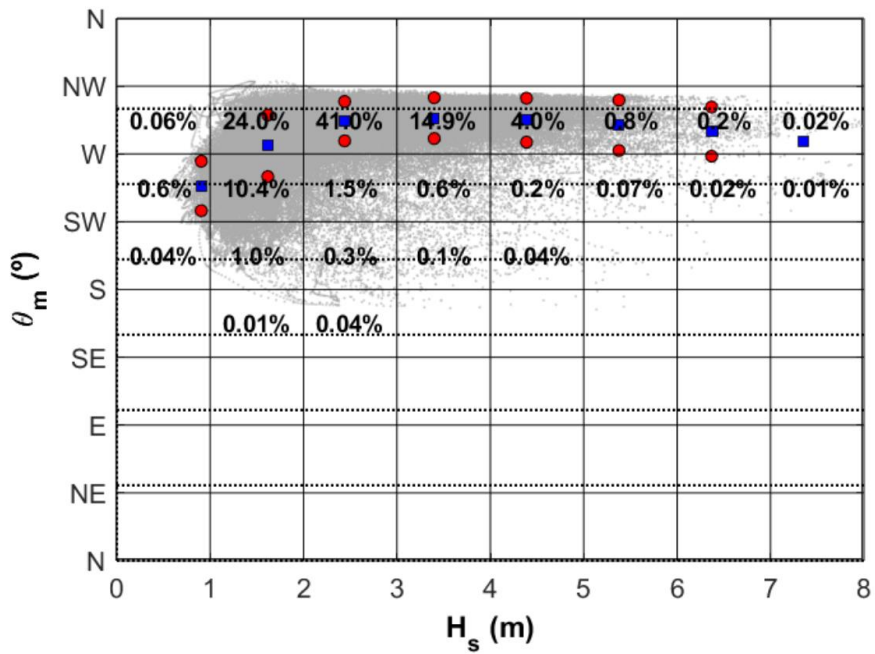 N
NW
0.06% 24.0% 41.0% 14.9% 4.0% 0.8% 0.2% 0.02%
W
0.6% 10.4% 1.5% 0.6% 0.2% 0.07% 0.02% 0.01%
SW
0.04% 1.0% 0.3% 0.1% 0.04%
S
0.01% 0.04%
SE
E
NE
N
θm (º)
0 1 2 3 4 5 6 7 8
Hs (m)